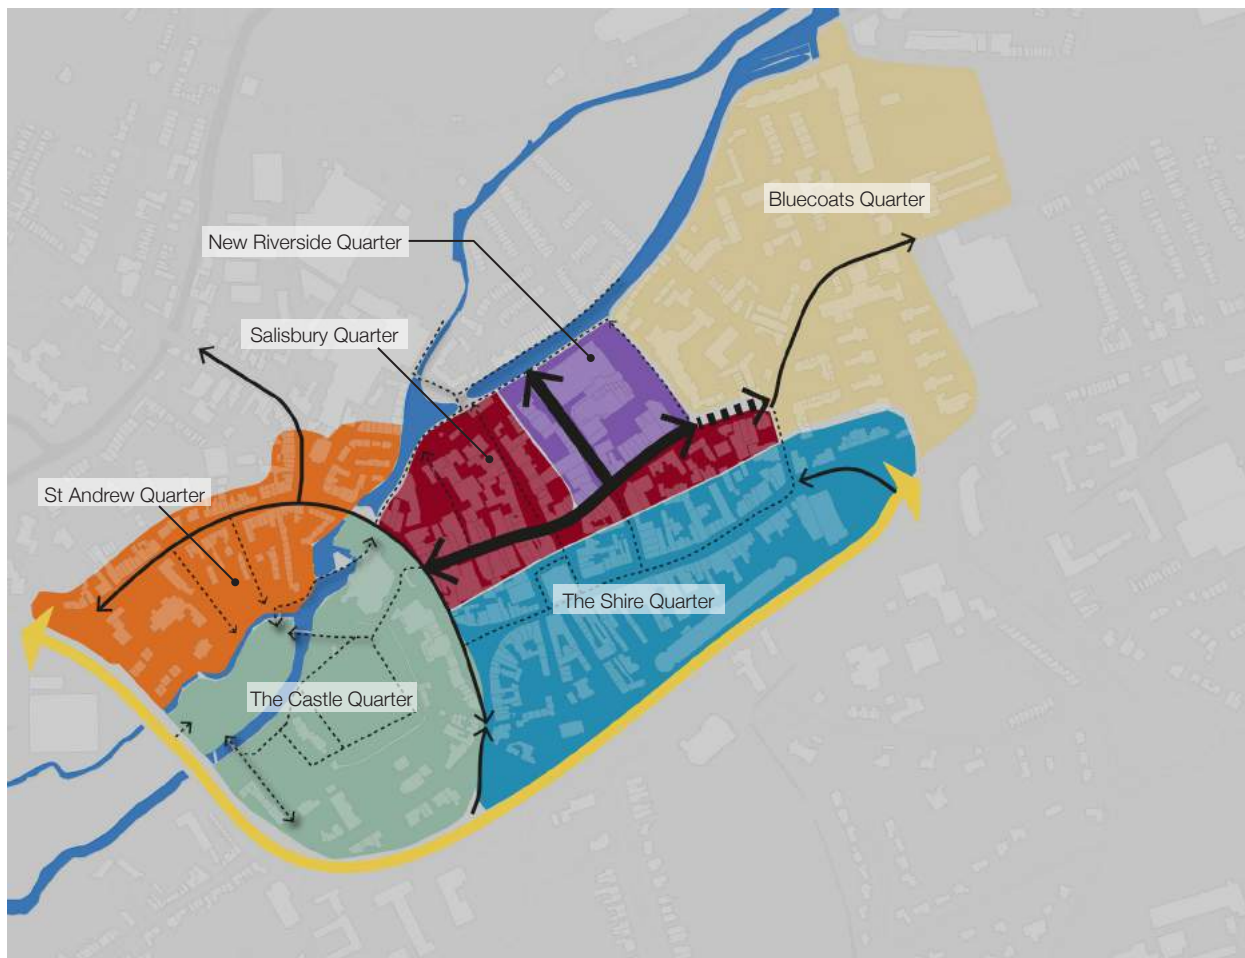 Bluecoats Quarter
New Riverside Quarter
Salisbury Quarter
St Andrew Quarter
The Shire Quarter
The Castle Quarter